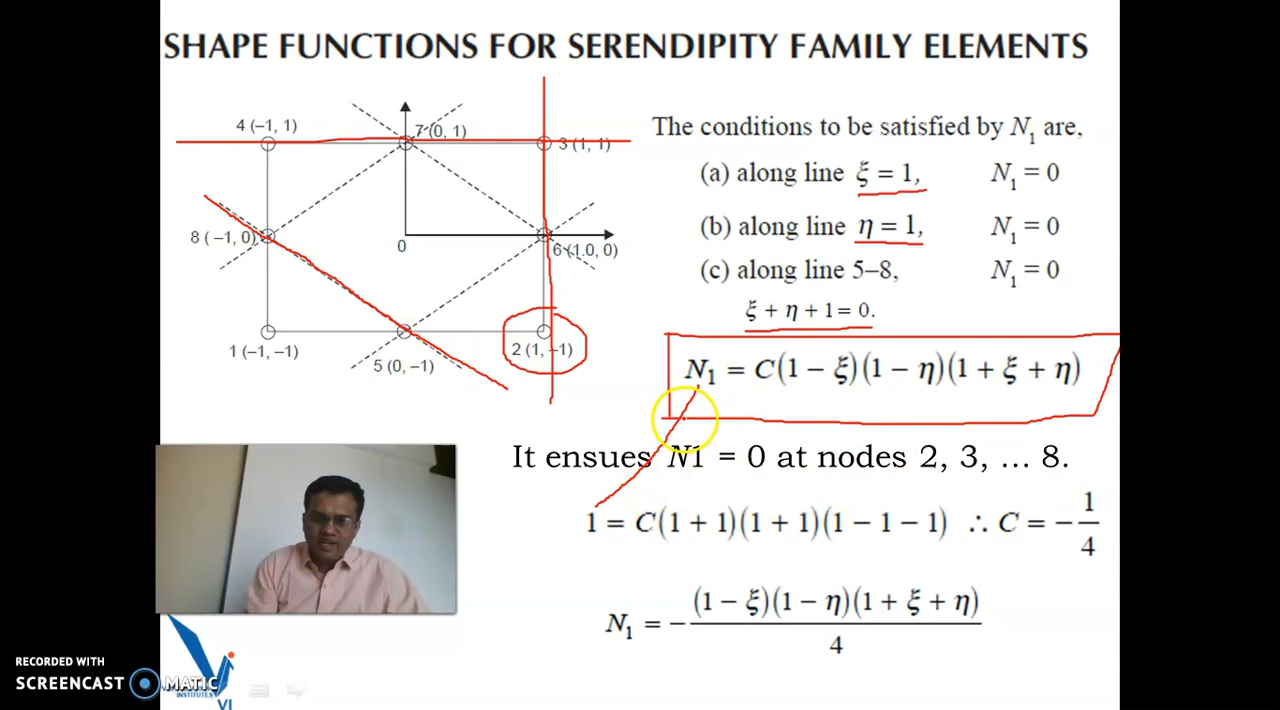 SHAPE FUNCTIONS FOR SERENDIPITY FAMILY ELEMENTS
4 (−1, 1)
7 (0, 1)
3 (1, 1)
8 (−1, 0)
0
6 (1.0, 0)
1 (−1, −1)
5 (0, −1)
2 (1, −1)
The conditions to be satisfied by N₁ are,
(a) along line ξ = 1, N₁ = 0
(b) along line η = 1, N₁ = 0
(c) along line 5–8, N₁ = 0
ξ + η + 1 = 0.
N₁ = C(1 − ξ)(1 − η)(1 + ξ + η)
It ensues N1 = 0 at nodes 2, 3, ... 8.
1 = C(1 + 1)(1 + 1)(1 − 1 − 1) ∴ C = −1/4
N₁ = −(1 − ξ)(1 − η)(1 + ξ + η)/4
RECORDED WITH
SCREENCAST MATIC
INSTITUTES
VI